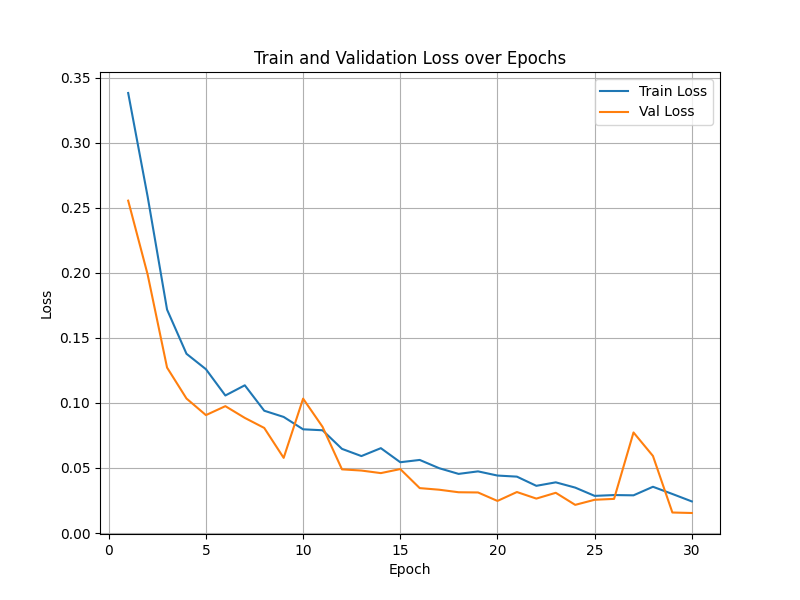 Train and Validation Loss over Epochs
Train Loss
Val Loss
0.35
0.30
0.25
0.20
0.15
0.10
0.05
0.00
Loss
0 5 10 15 20 25 30
Epoch